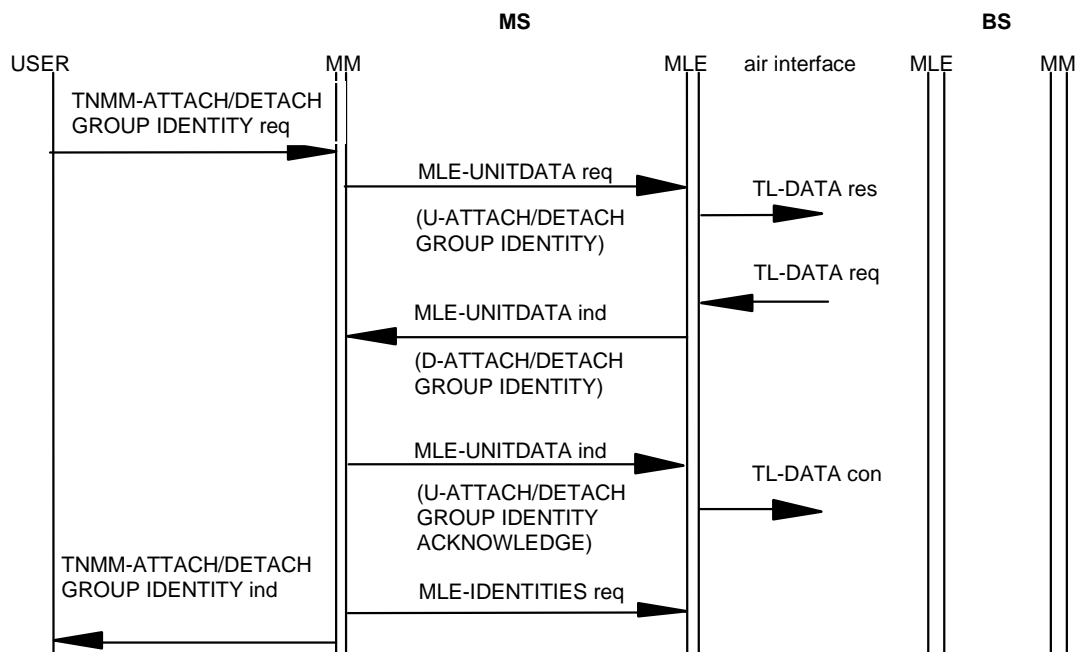 MS
BS
USER
MM
MLE
air interface
MLE
MM
TNMM-ATTACH/DETACH
GROUP IDENTITY req
MLE-UNITDATA req
TL-DATA res
(U-ATTACH/DETACH
GROUP IDENTITY)
TL-DATA req
MLE-UNITDATA ind
(D-ATTACH/DETACH
GROUP IDENTITY)
MLE-UNITDATA ind
TL-DATA con
(U-ATTACH/DETACH
GROUP IDENTITY
ACKNOWLEDGE)
TNMM-ATTACH/DETACH
GROUP IDENTITY ind
MLE-IDENTITIES req